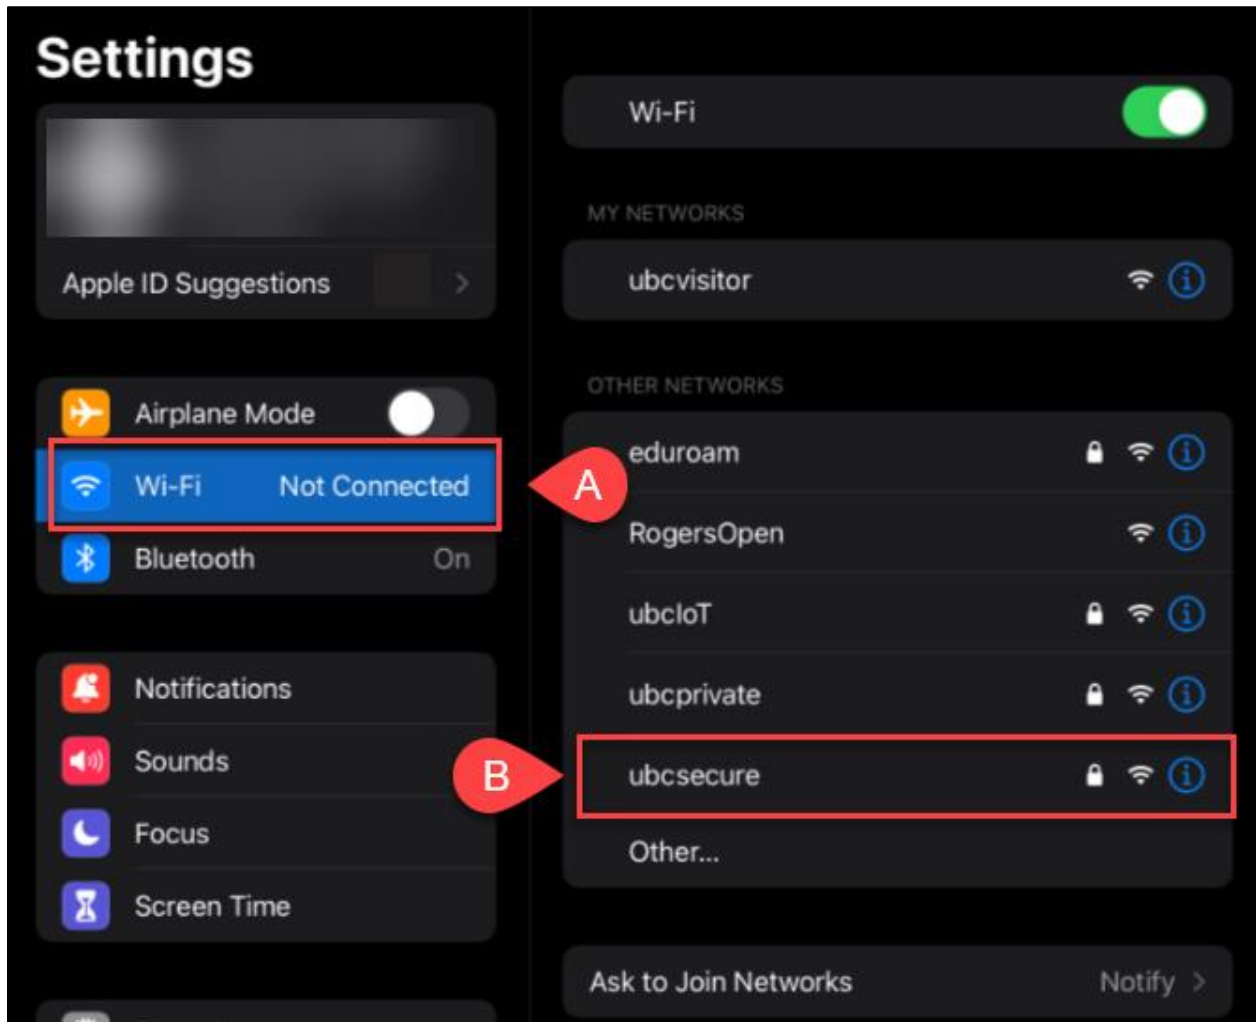 Settings
Apple ID Suggestions
Airplane Mode
Wi-Fi Not Connected
Bluetooth On
Notifications
Sounds
Focus
Screen Time
A
B
Wi-Fi
MY NETWORKS
ubcvisitor
OTHER NETWORKS
eduroam
RogersOpen
ubcIoT
ubcprivate
ubcsecure
Other...
Ask to Join Networks Notify